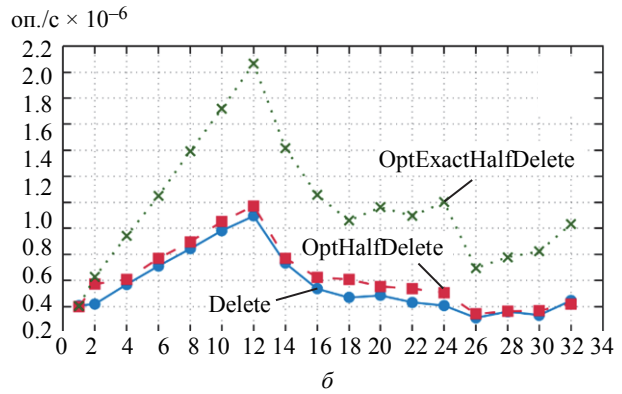 оп./с × 10⁻⁶
2.2
2.0
1.8
1.6
1.4
1.2
1.0
0.8
0.6
0.4
0.2
OptExactHalfDelete
OptHalfDelete
Delete
0 2 4 6 8 10 12 14 16 18 20 22 24 26 28 30 32 34
б